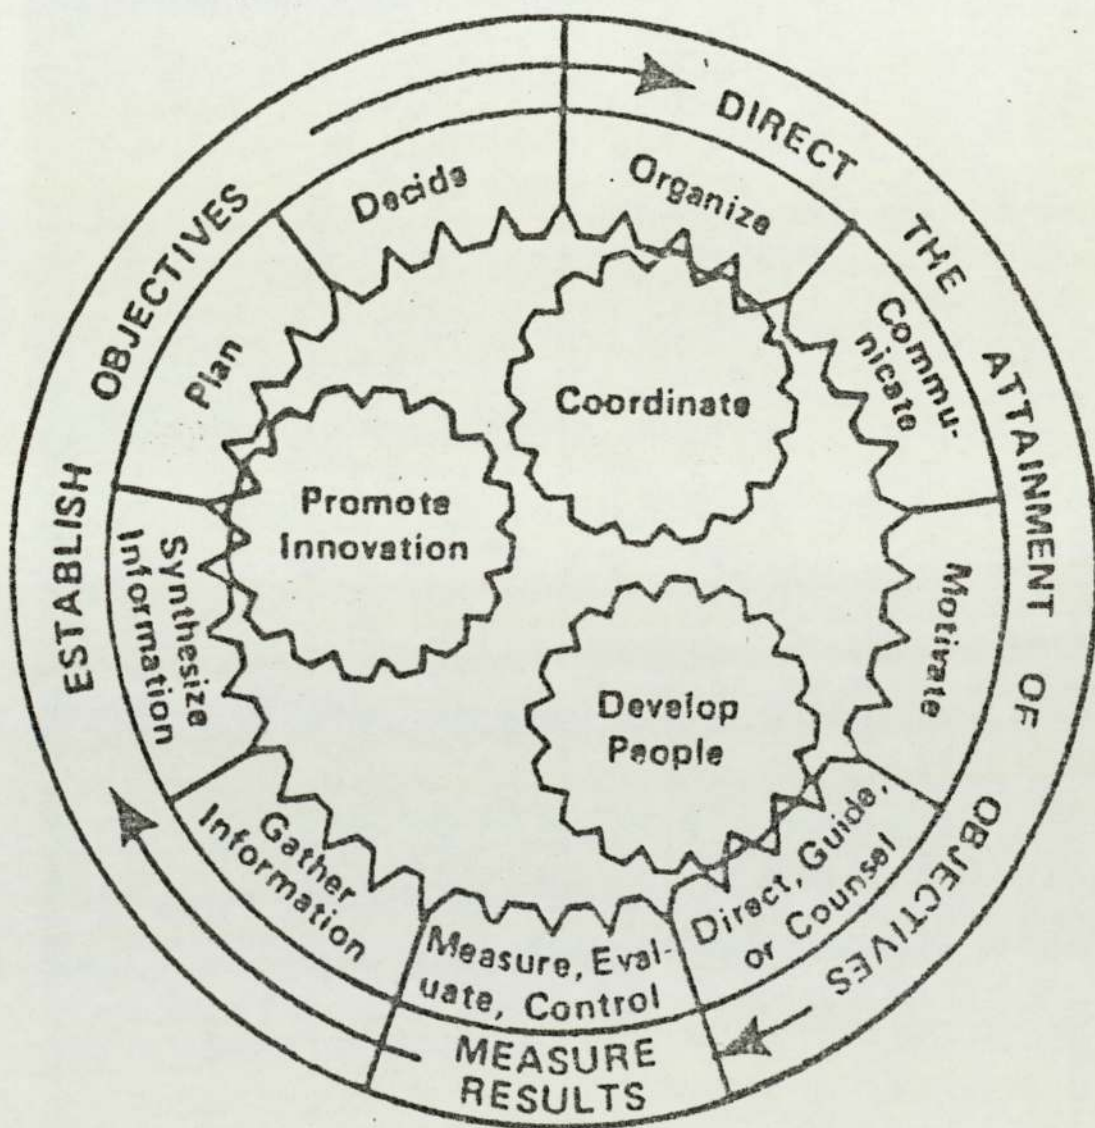 ESTABLISH OBJECTIVES
DIRECT THE ATTAINMENT OF OBJECTIVES
MEASURE
RESULTS
Decide
Organize
Commu-
nicate
Motivate
Direct, Guide,
or Counsel
Measure, Eval-
uate, Control
Gather
Information
Synthesize
Information
Plan
Coordinate
Promote
Innovation
Develop
People